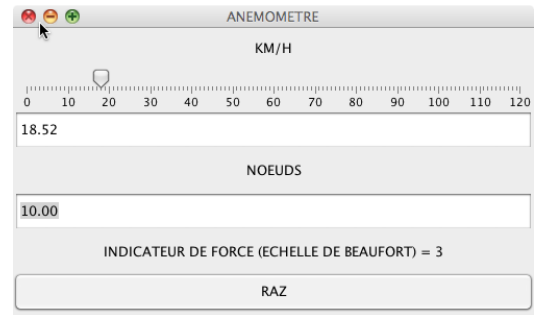 ANEMOMETRE
KM/H
0 10 20 30 40 50 60 70 80 90 100 110 120
18.52
NOEUDS
10.00
INDICATEUR DE FORCE (ECHELLE DE BEAUFORT) = 3
RAZ